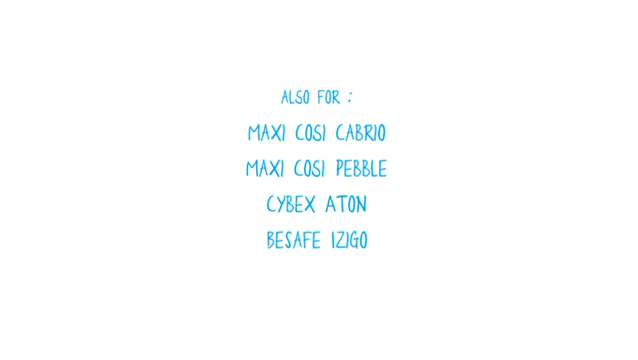 ALSO FOR :
MAXI COSI CABRIO
MAXI COSI PEBBLE
CYBEX ATON
BESAFE IZIGO